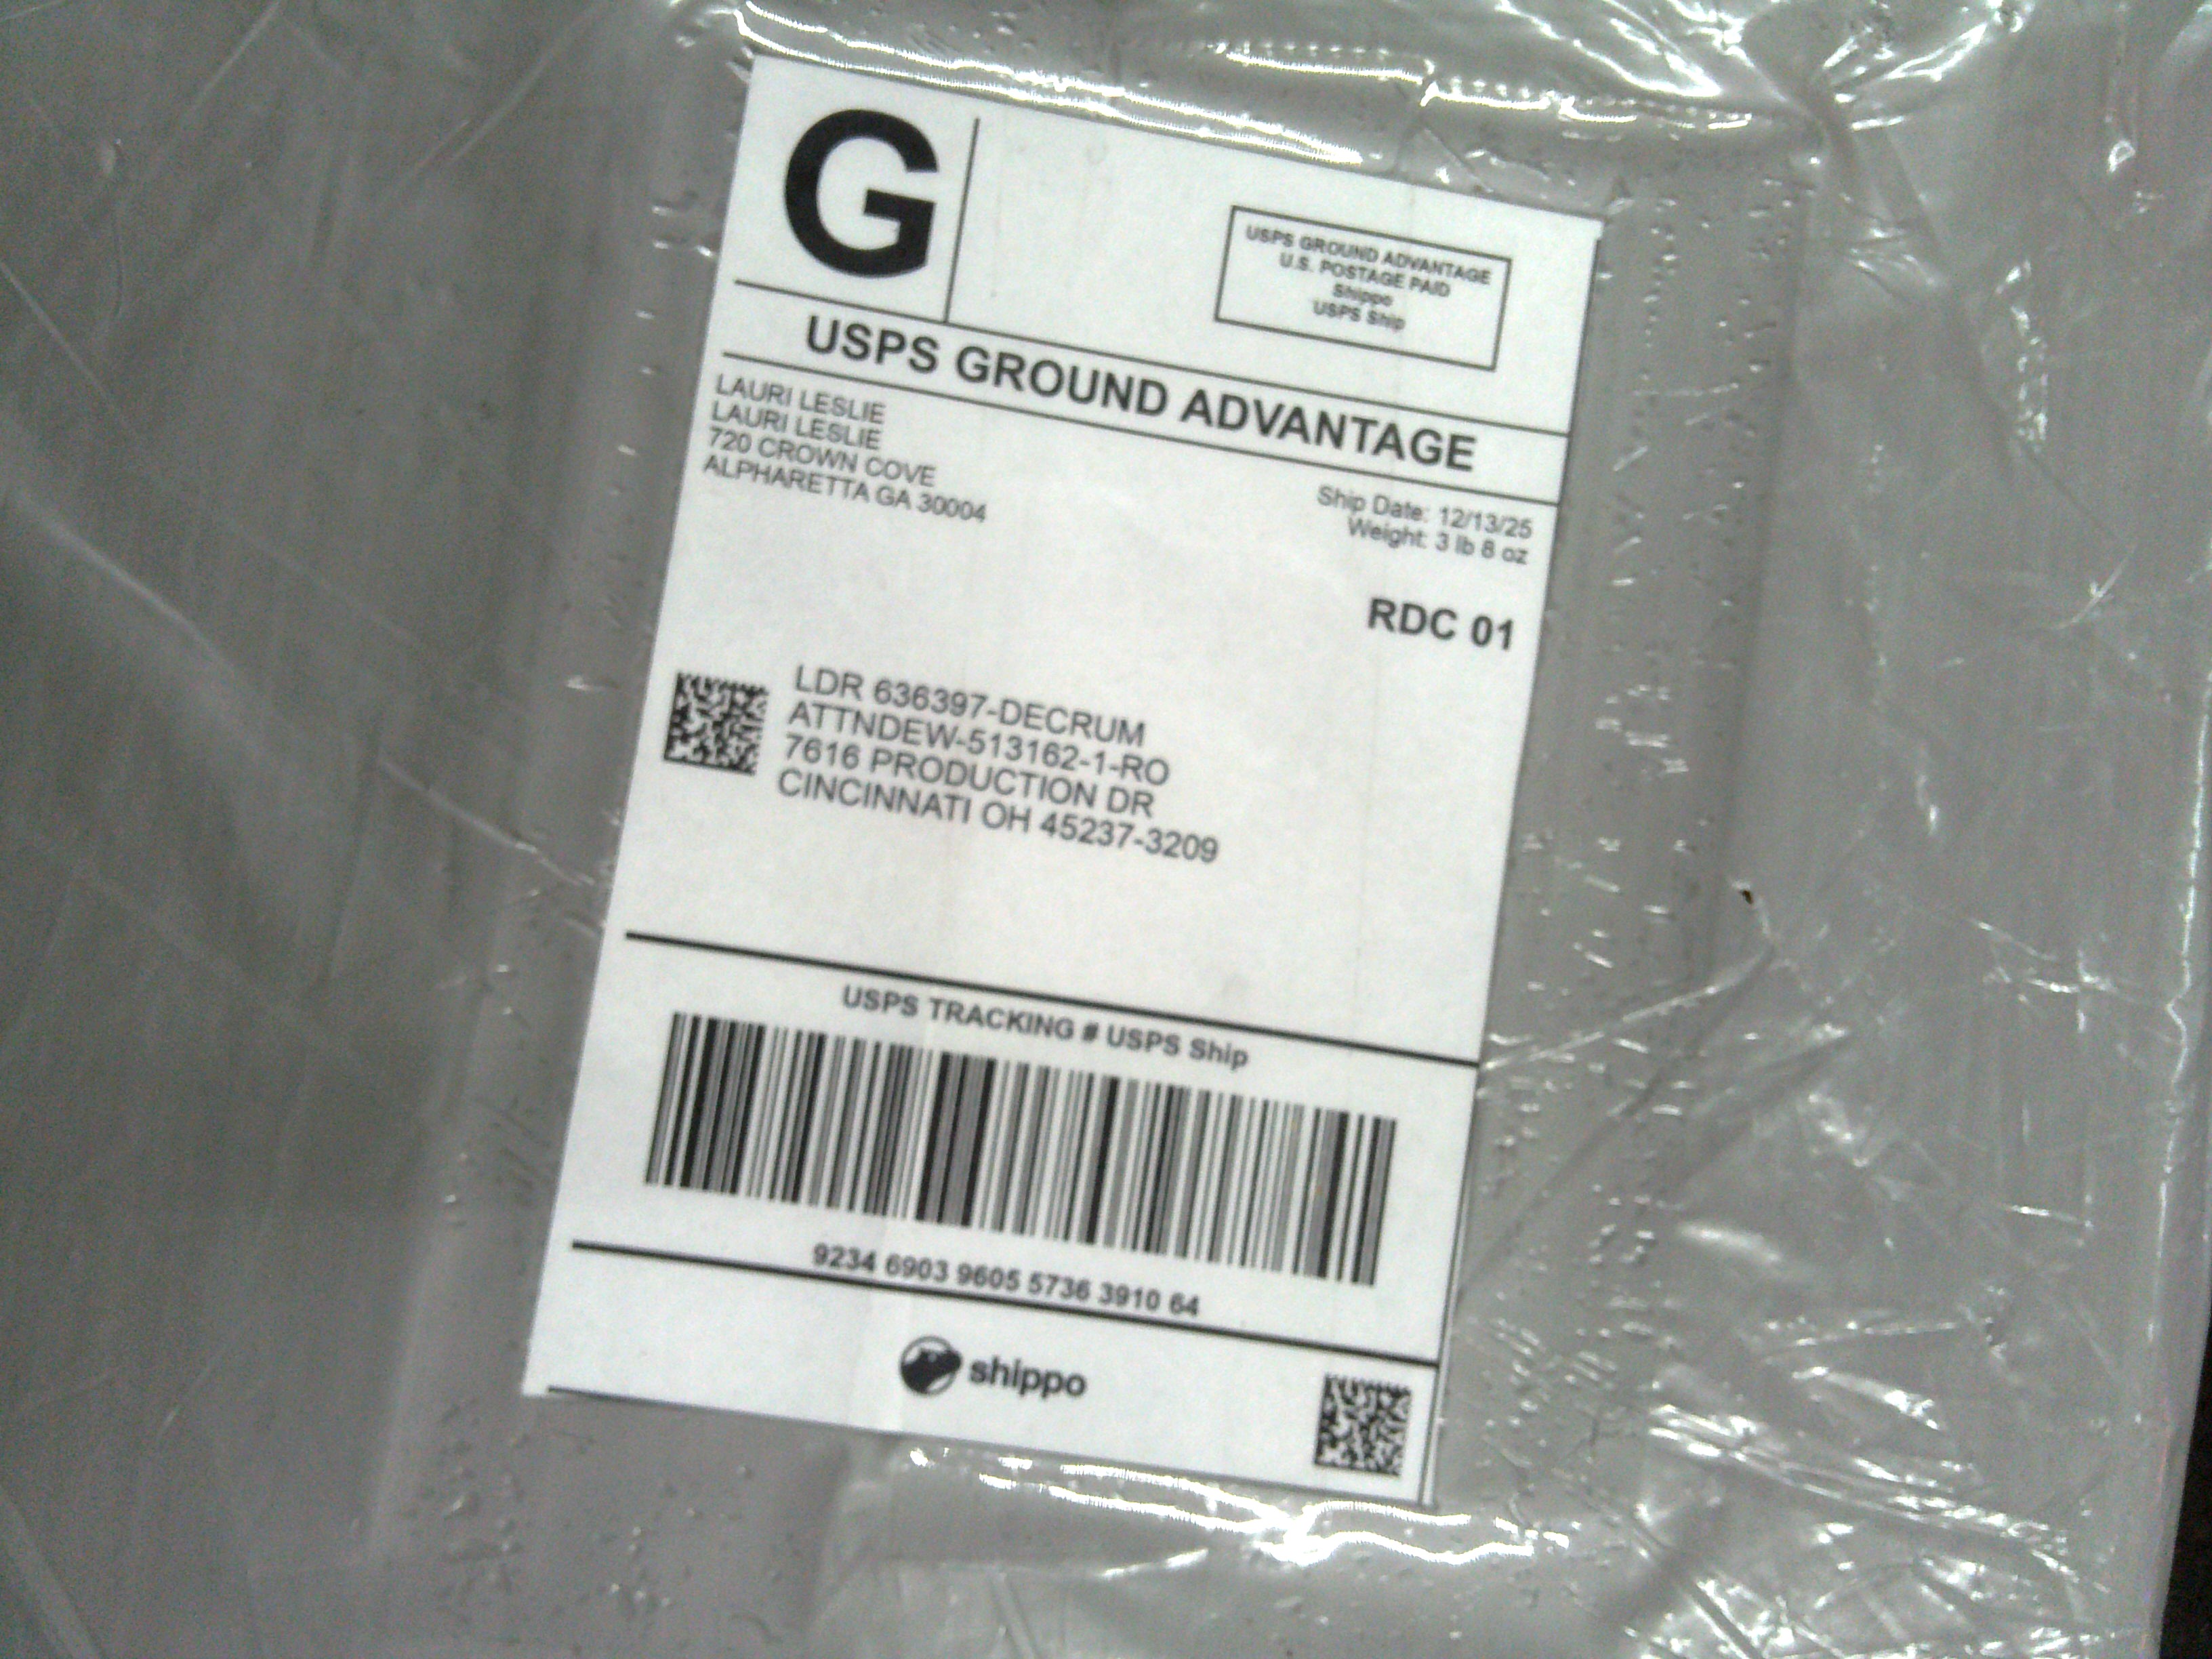 G
USPS GROUND ADVANTAGE
U.S. POSTAGE PAID
Shippo
USPS Ship
USPS GROUND ADVANTAGE
LAURI LESLIE
LAURI LESLIE
720 CROWN COVE
ALPHARETTA GA 30004
Ship Date: 12/13/25
Weight: 3 lb 8 oz
RDC 01
LDR 636397-DECRUM
ATTNDEW-513162-1-RO
7616 PRODUCTION DR
CINCINNATI OH 45237-3209
USPS TRACKING # USPS Ship
9234 6903 9605 5736 3910 64
shippo